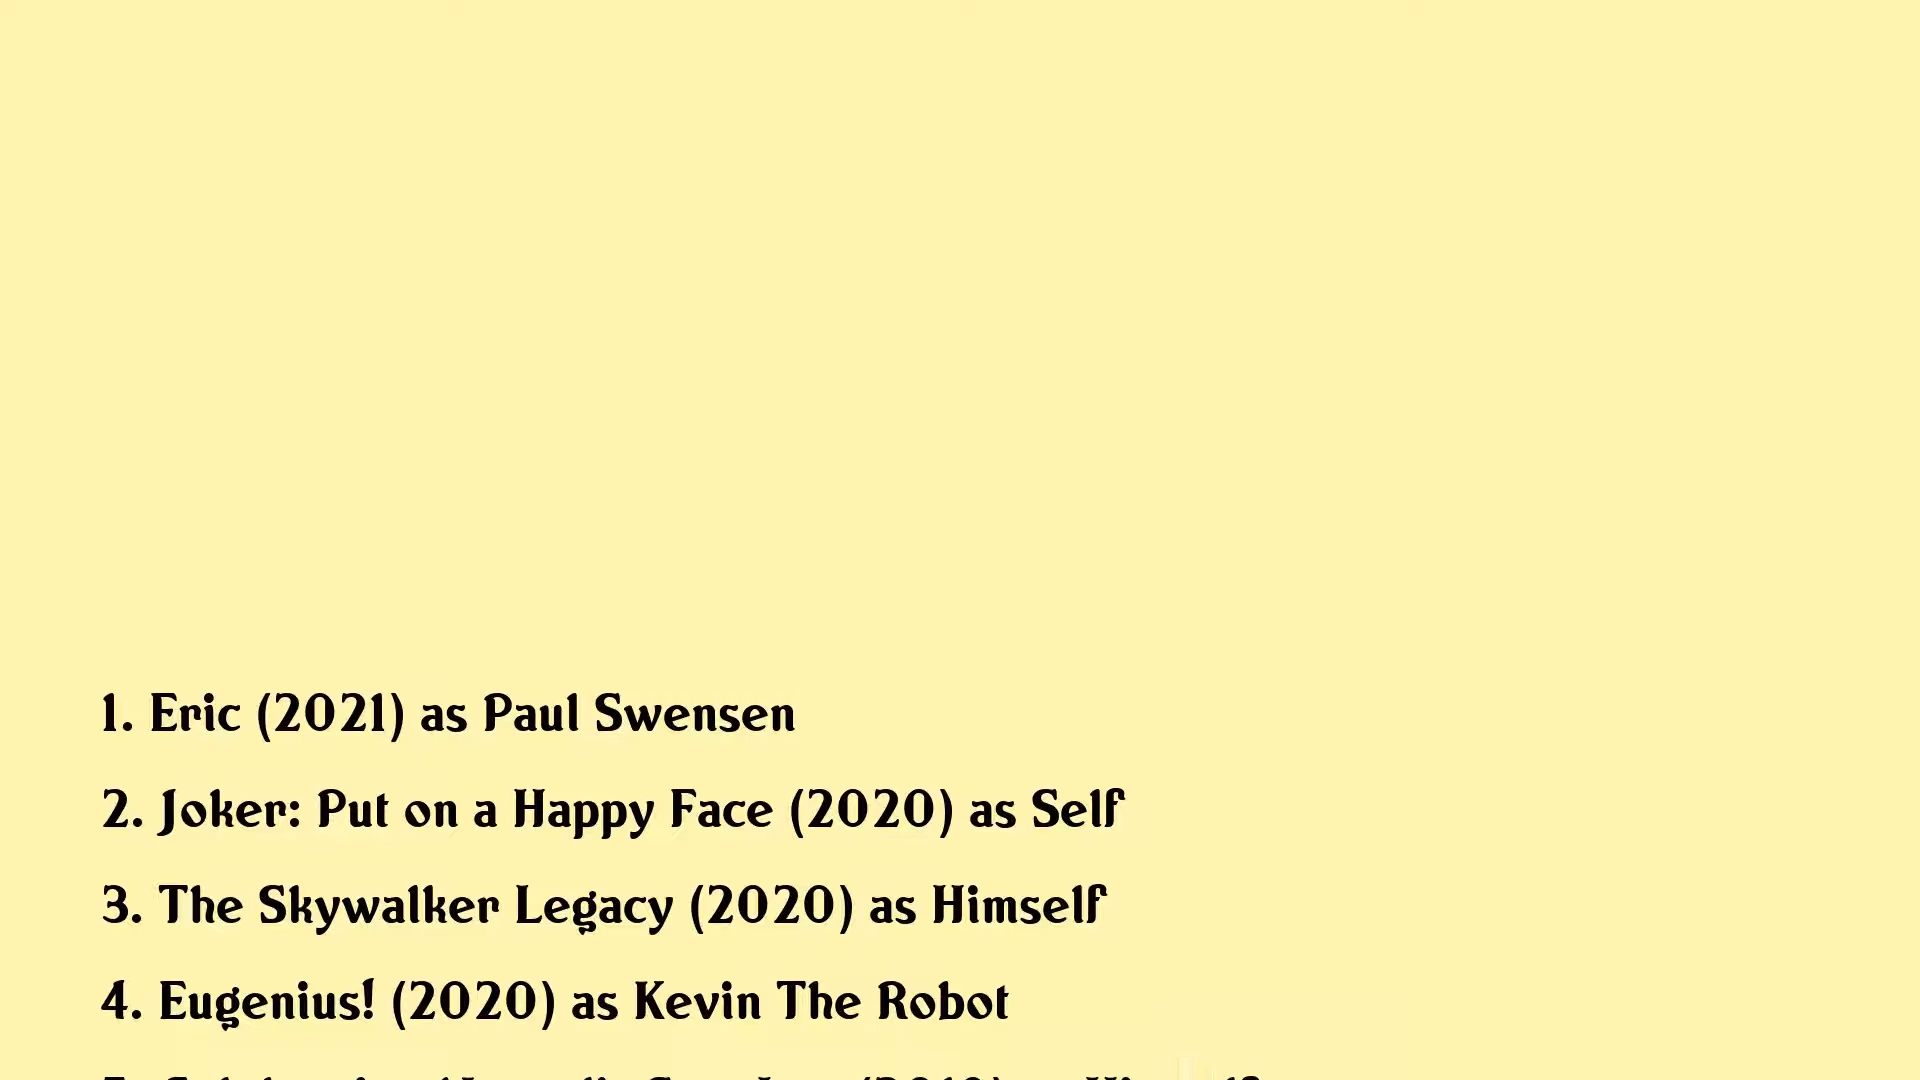 1. Eric (2021) as Paul Swensen
2. Joker: Put on a Happy Face (2020) as Self
3. The Skywalker Legacy (2020) as Himself
4. Eugenius! (2020) as Kevin The Robot